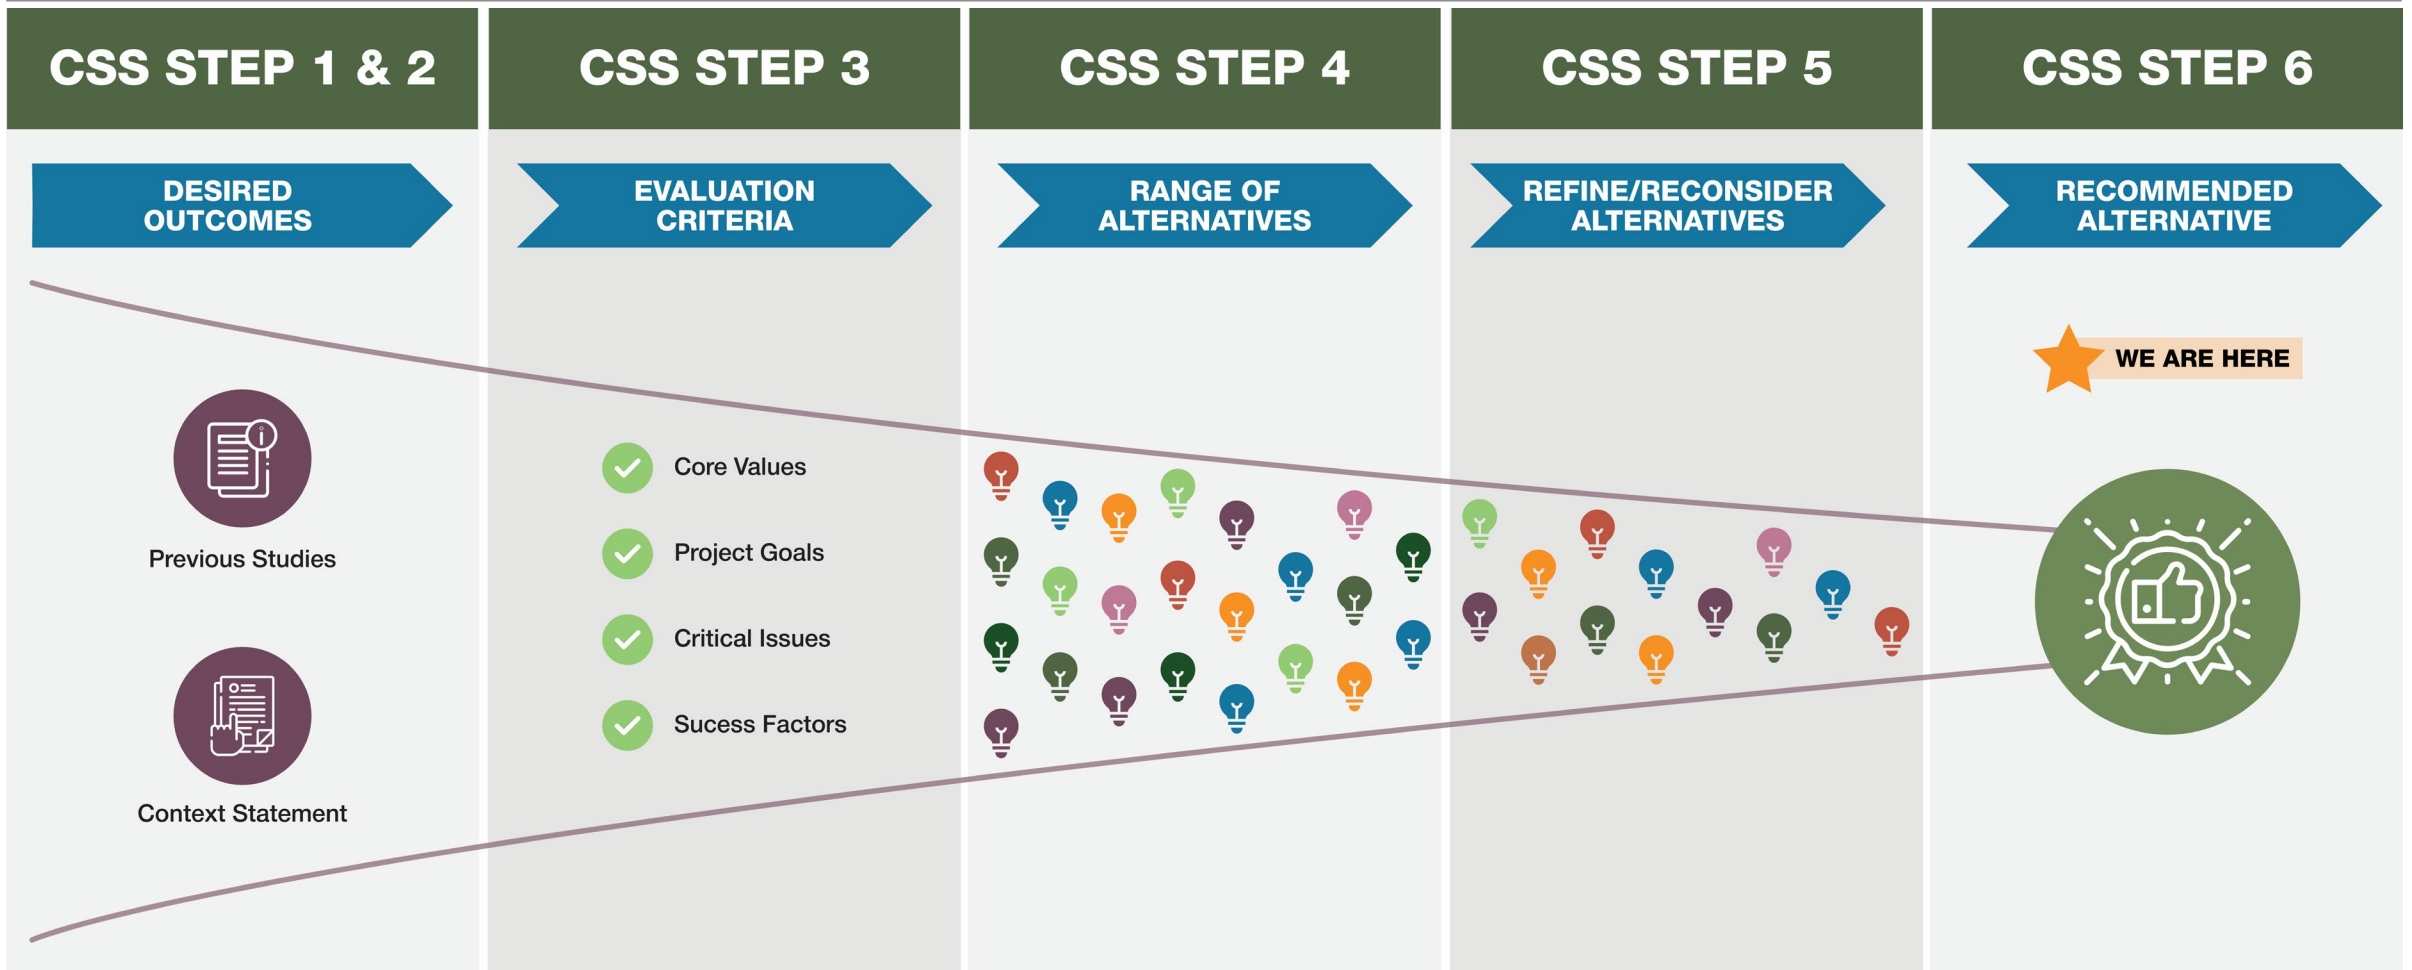 CSS STEP 1 & 2
CSS STEP 3
CSS STEP 4
CSS STEP 5
CSS STEP 6
DESIRED
OUTCOMES
EVALUATION
CRITERIA
RANGE OF
ALTERNATIVES
REFINE/RECONSIDER
ALTERNATIVES
RECOMMENDED
ALTERNATIVE
Previous Studies
Context Statement
Core Values
Project Goals
Critical Issues
Sucess Factors
WE ARE HERE